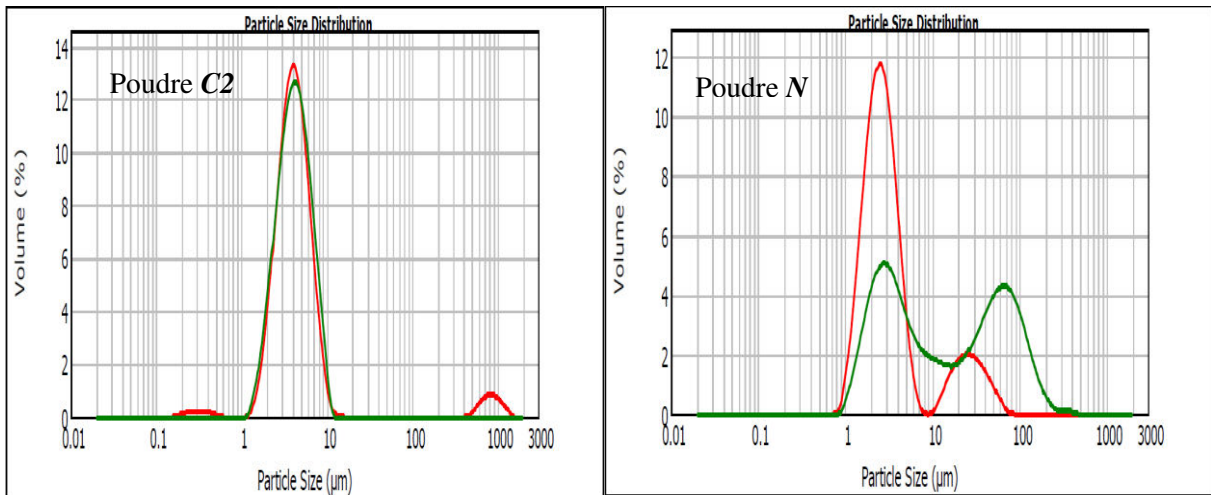 Particle Size Distribution
Poudre C2
Volume (%)
14
12
10
8
6
4
2
0
0.01 0.1 1 10 100 1000 3000
Particle Size (µm)
Particle Size Distribution
Poudre N
Volume (%)
12
10
8
6
4
2
0
0.01 0.1 1 10 100 1000 3000
Particle Size (µm)